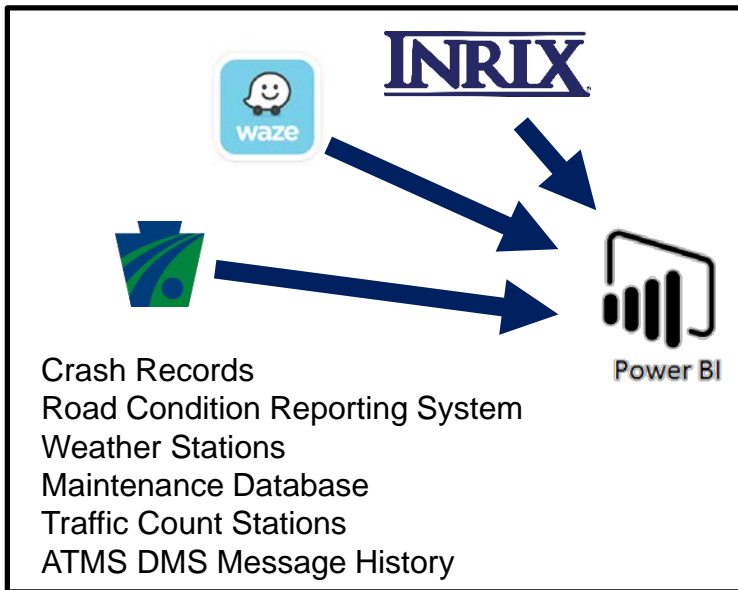 INRIX
waze
Power BI
Crash Records
Road Condition Reporting System
Weather Stations
Maintenance Database
Traffic Count Stations
ATMS DMS Message History